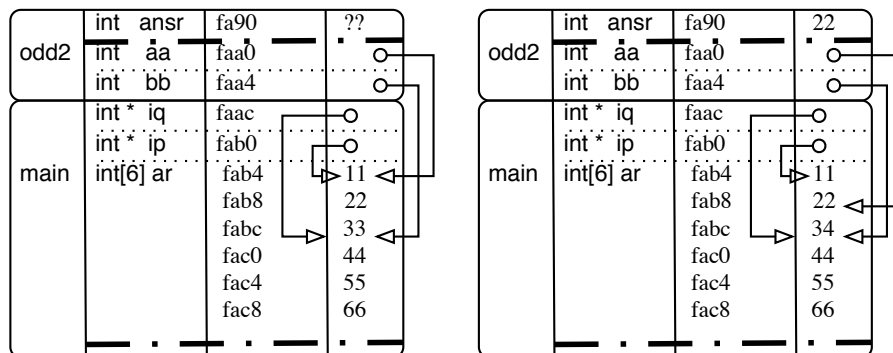 int ansr fa90 ??
odd2 int aa faa0
int bb faa4
int * iq faac
int * ip fab0
main int[6] ar fab4 11
fab8 22
fabc 33
fac0 44
fac4 55
fac8 66
int ansr fa90 22
odd2 int aa faa0
int bb faa4
int * iq faac
int * ip fab0
main int[6] ar fab4 11
fab8 22
fabc 34
fac0 44
fac4 55
fac8 66